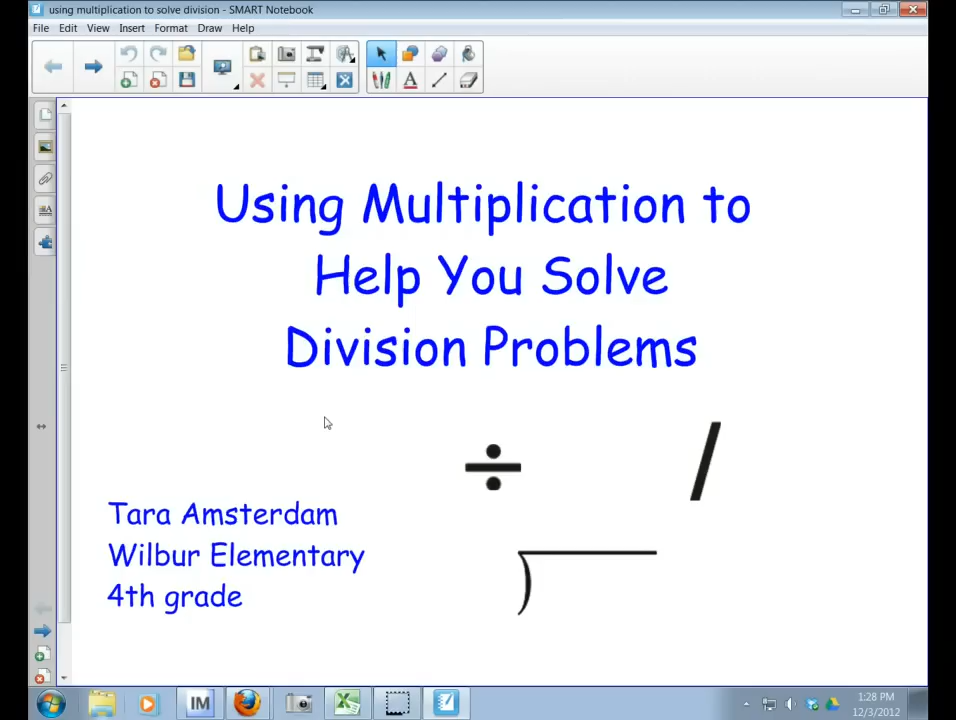 using multiplication to solve division - SMART Notebook
File Edit View Insert Format Draw Help
Using Multiplication to
Help You Solve
Division Problems
÷ /
Tara Amsterdam
Wilbur Elementary
4th grade
IM
1:28 PM
12/3/2012